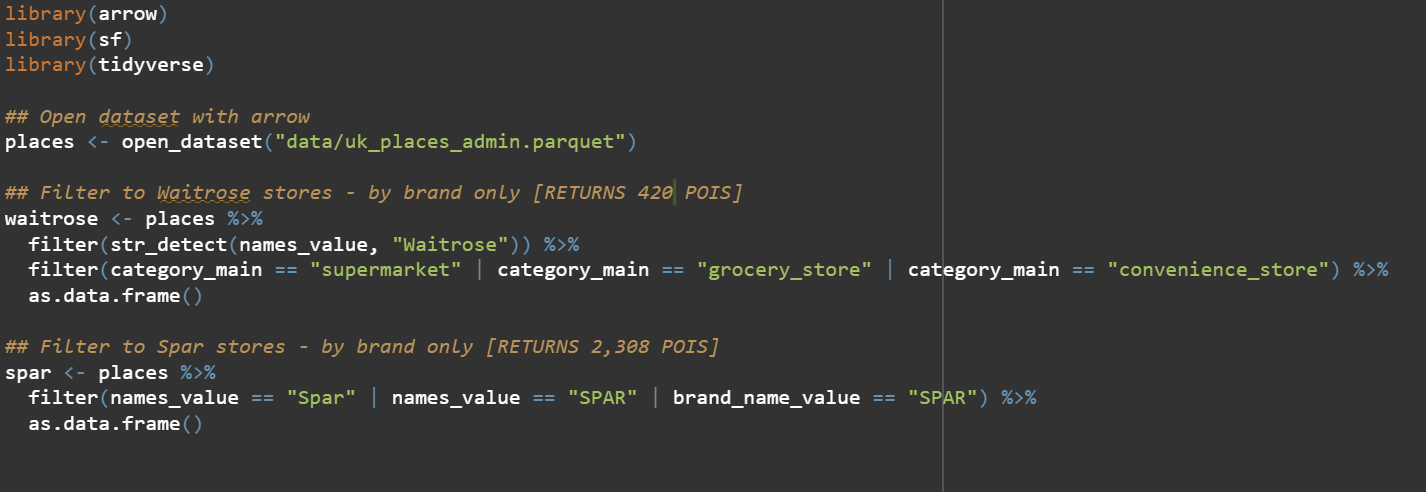 library(arrow)
library(sf)
library(tidyverse)
## Open dataset with arrow
places <- open_dataset("data/uk_places_admin.parquet")
## Filter to Waitrose stores - by brand only [RETURNS 420 POIS]
waitrose <- places %>%
  filter(str_detect(names_value, "Waitrose")) %>%
  filter(category_main == "supermarket" | category_main == "grocery_store" | category_main == "convenience_store") %>%
  as.data.frame()
## Filter to Spar stores - by brand only [RETURNS 2,308 POIS]
spar <- places %>%
  filter(names_value == "Spar" | names_value == "SPAR" | brand_name_value == "SPAR") %>%
  as.data.frame()